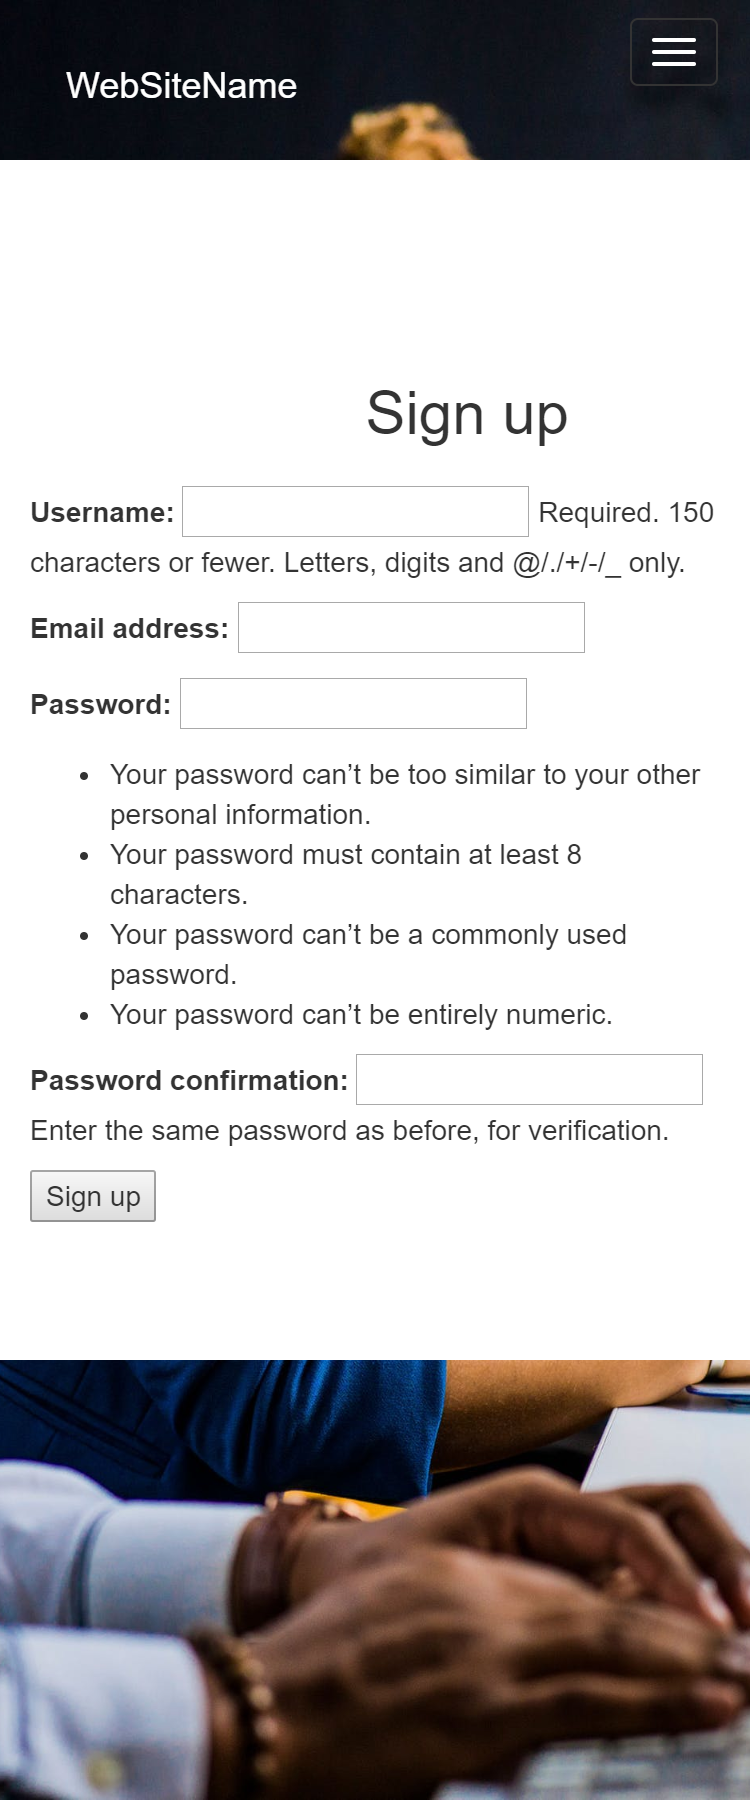 WebSiteName
Sign up
Username: Required. 150
characters or fewer. Letters, digits and @/./+/-/_ only.
Email address:
Password:
• Your password can’t be too similar to your other
personal information.
• Your password must contain at least 8
characters.
• Your password can’t be a commonly used
password.
• Your password can’t be entirely numeric.
Password confirmation:
Enter the same password as before, for verification.
Sign up